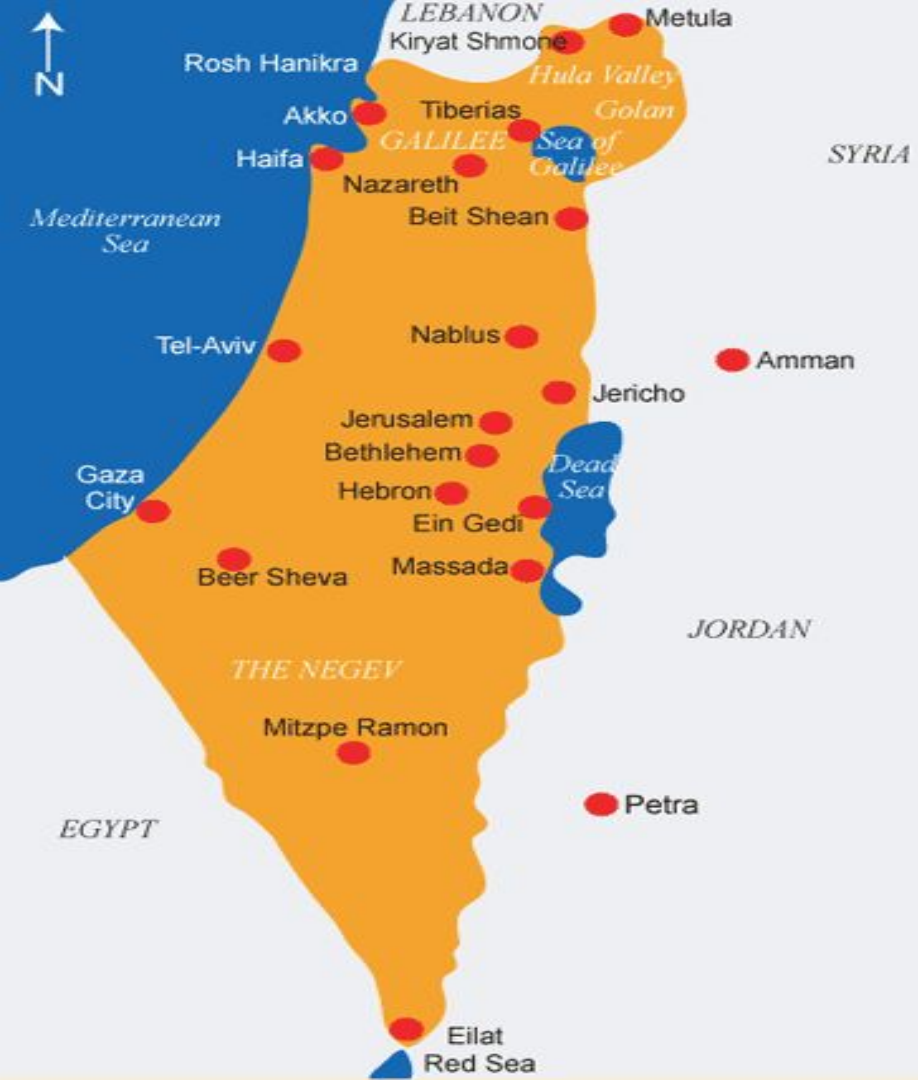 LEBANON
Metula
Kiryat Shmone
Rosh Hanikra
Hula Valley
Golan
Akko
Tiberias
GALILEE
Sea of
Galilee
SYRIA
Haifa
Nazareth
Mediterranean
Sea
Beit Shean
Tel-Aviv
Nablus
Amman
Jericho
Jerusalem
Bethlehem
Dead
Sea
Gaza
City
Hebron
Ein Gedi
Beer Sheva
Massada
JORDAN
THE NEGEV
Mitzpe Ramon
Petra
EGYPT
Eilat
Red Sea
N